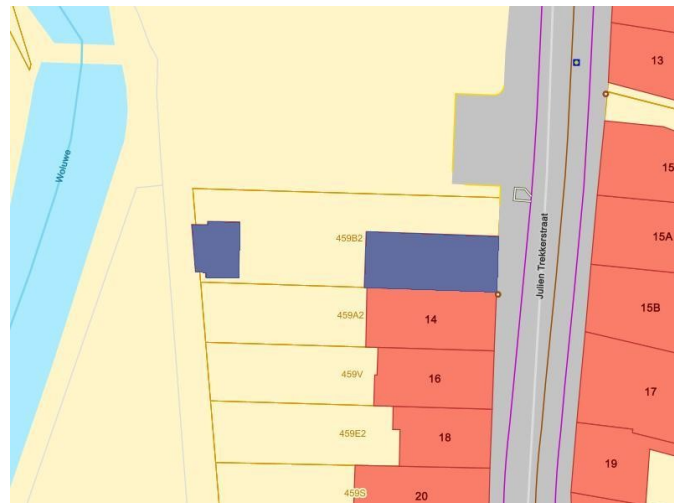 13
Woluwe
15
459B2
15A
Julien Trekkerstraat
459A2
14
15B
459V
16
17
459E2
18
19
459S
20